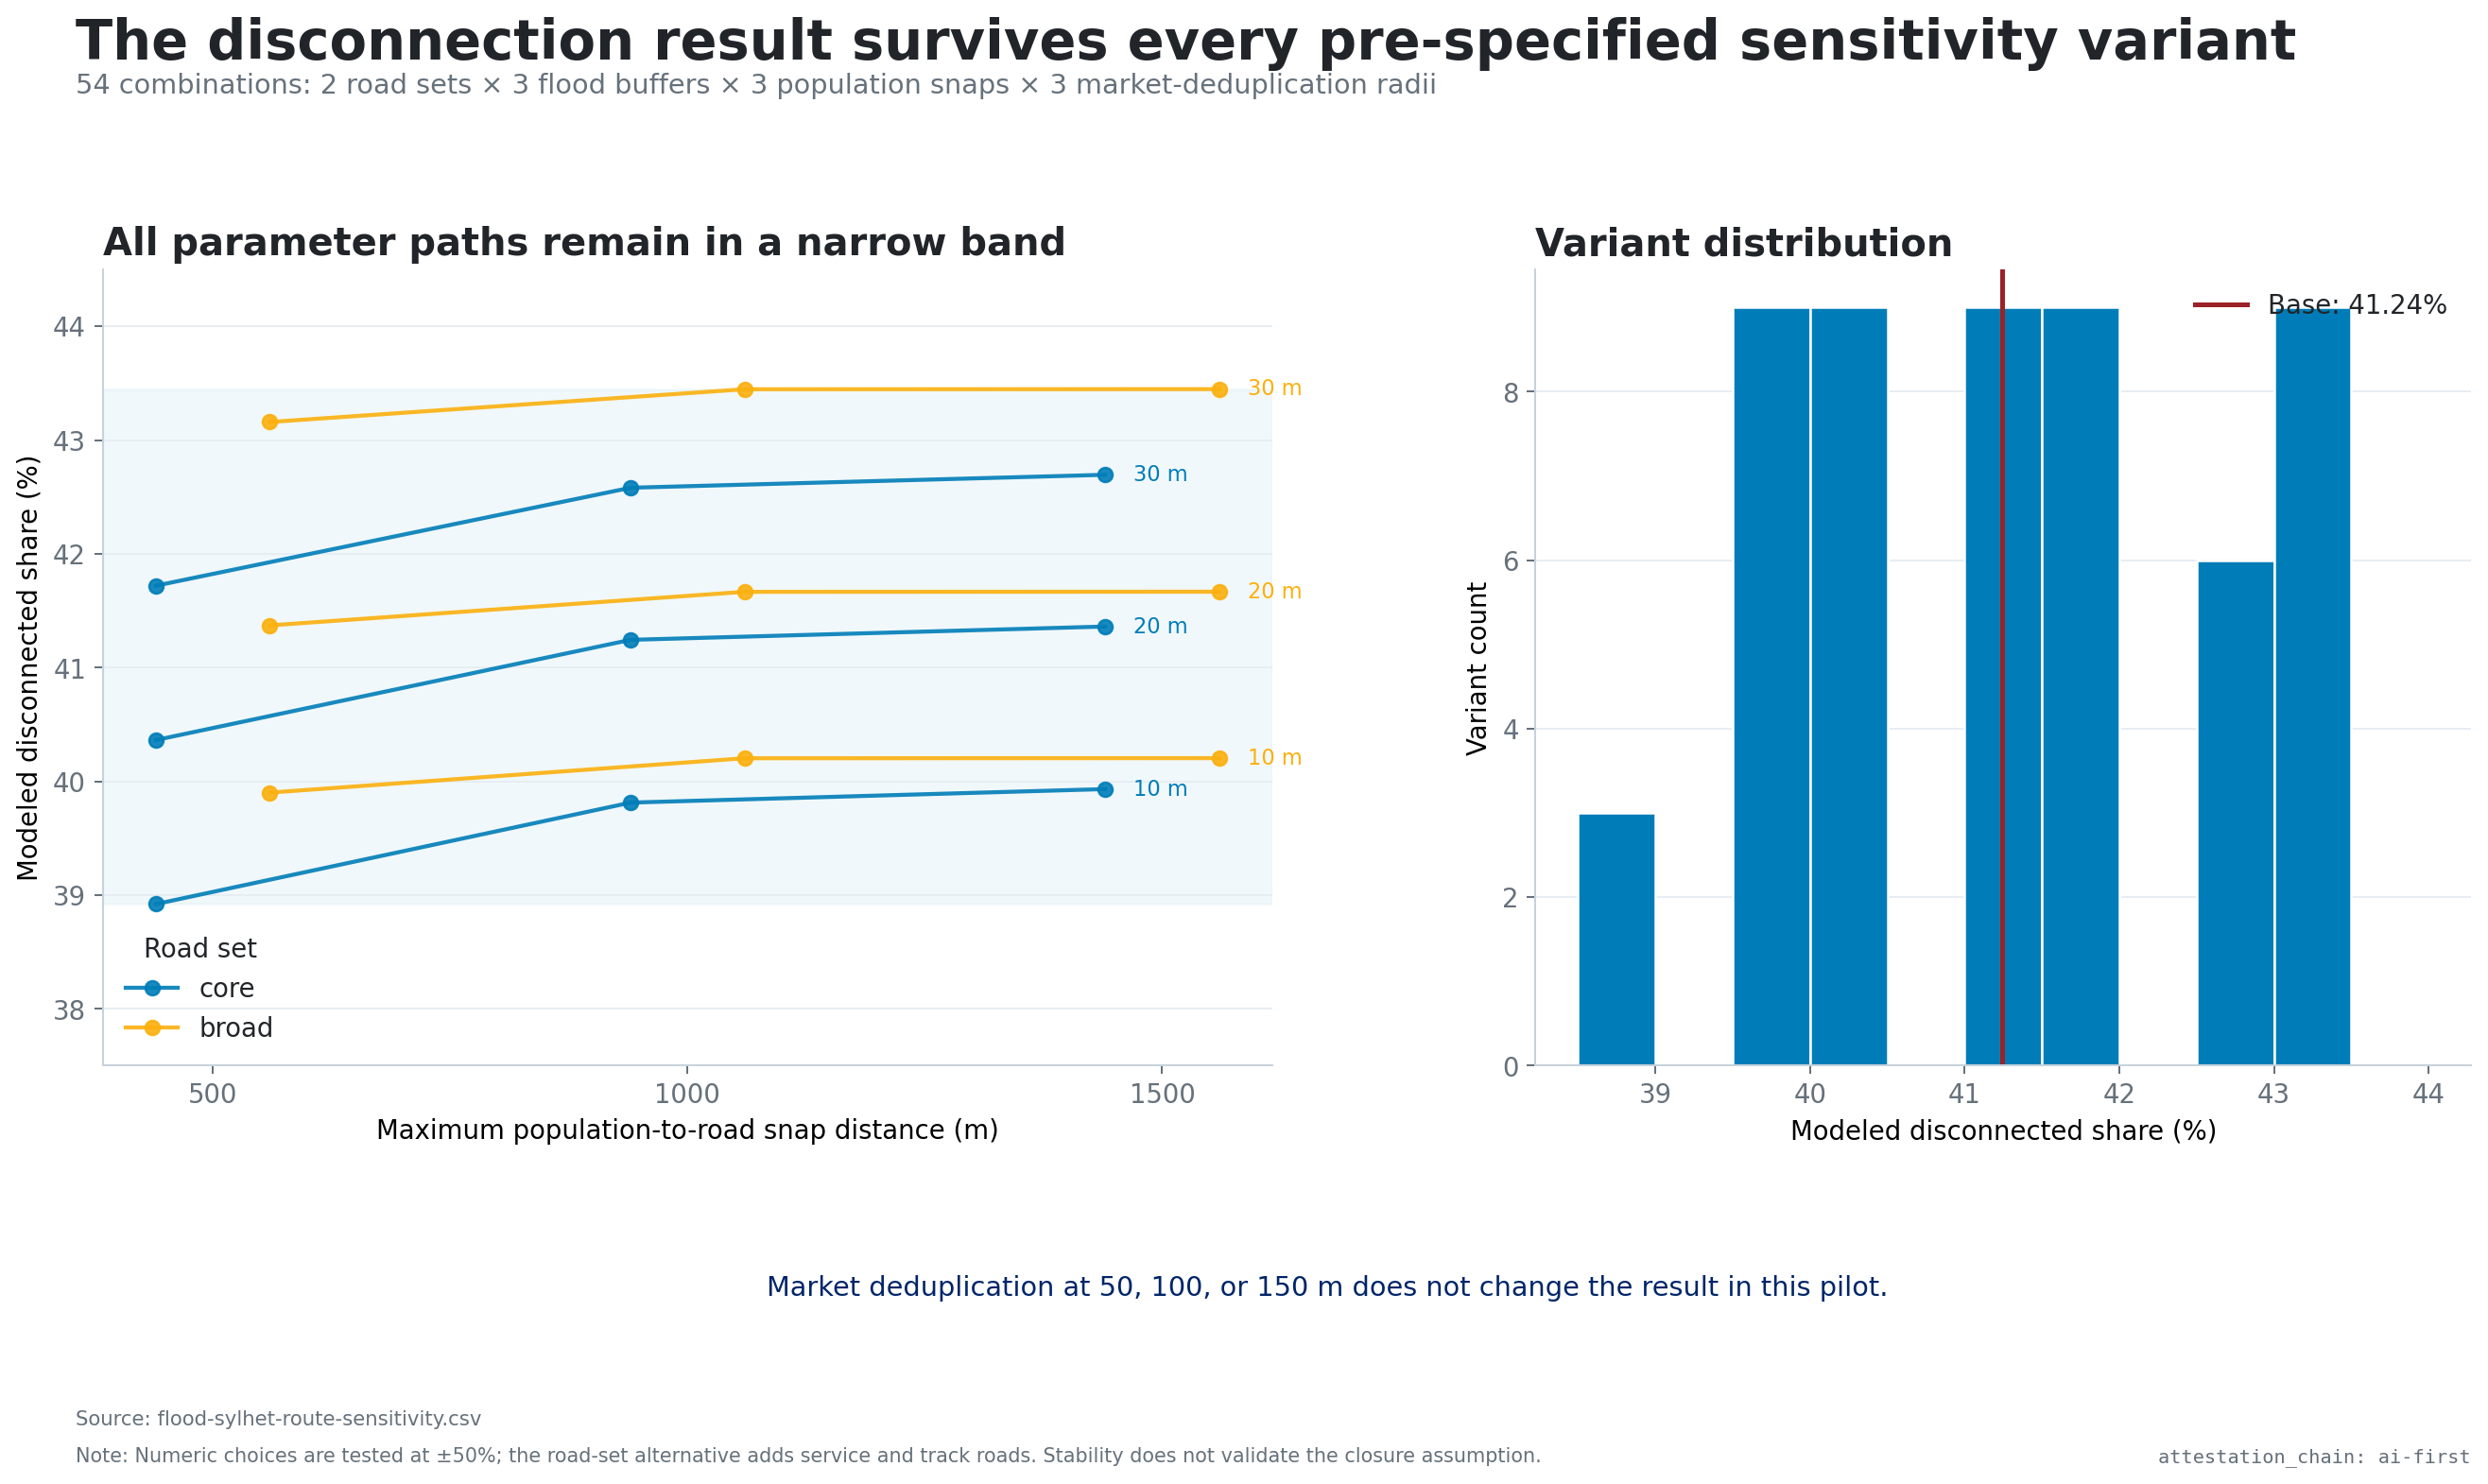 The disconnection result survives every pre-specified sensitivity variant
54 combinations: 2 road sets × 3 flood buffers × 3 population snaps × 3 market-deduplication radii
All parameter paths remain in a narrow band
Modeled disconnected share (%)
44
43
42
41
40
39
38
30 m
30 m
20 m
20 m
10 m
10 m
Road set
core
broad
500
1000
1500
Maximum population-to-road snap distance (m)
Variant distribution
Base: 41.24%
Variant count
8
6
4
2
0
39
40
41
42
43
44
Modeled disconnected share (%)
Market deduplication at 50, 100, or 150 m does not change the result in this pilot.
Source: flood-sylhet-route-sensitivity.csv
Note: Numeric choices are tested at ±50%; the road-set alternative adds service and track roads. Stability does not validate the closure assumption.
attestation_chain: ai-first